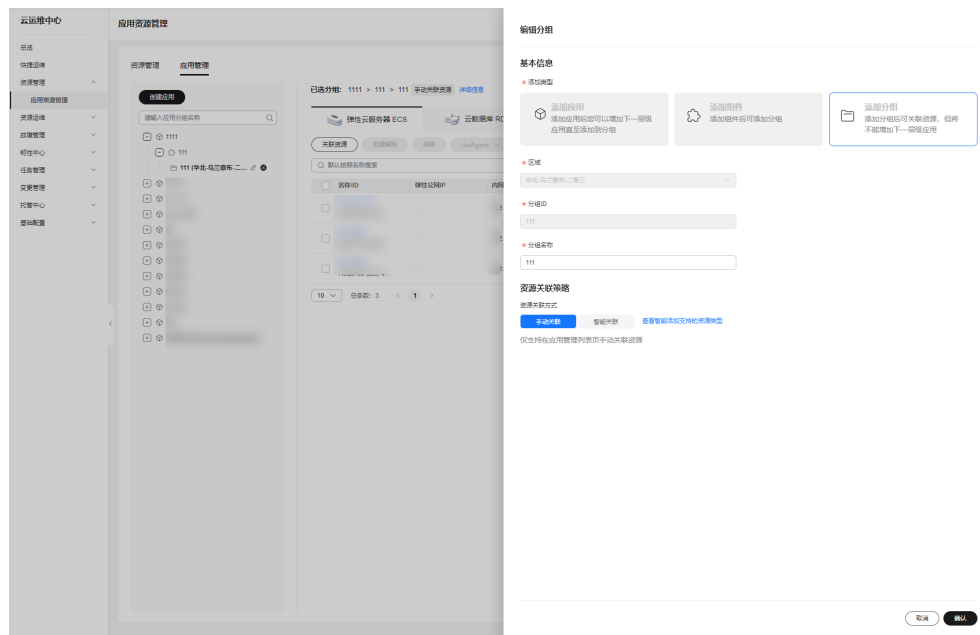 云运维中心
总览
快捷运维
资源管理
应用资源管理
资源运维
故障管理
韧性中心
任务管理
变更管理
托管中心
基础配置
应用资源管理
资源管理 应用管理
创建应用
请输入应用分组名称
1111
111
111 (华北-乌兰察布-二...
已选分组: 1111 > 111 > 111 手动关联资源 详细信息
弹性云服务器 ECS 云数据库 RD
关联资源 UniAgent
默认按照名称搜索
名称/ID 弹性公网IP 内网
10 总条数: 3 < 1 >
编辑分组
基本信息
* 添加类型
添加应用
添加应用后您可以增加下一层级
应用直至添加到分组
添加组件
添加组件后可添加分组
添加分组
添加分组后可关联资源，但将
不能增加下一层级应用
* 区域
华北-乌兰察布-二零三
* 分组ID
111
* 分组名称
111
资源关联策略
资源关联方式
手动关联 智能关联 查看智能添加支持的资源类型
仅支持在应用管理列表页手动关联资源
取消 确认